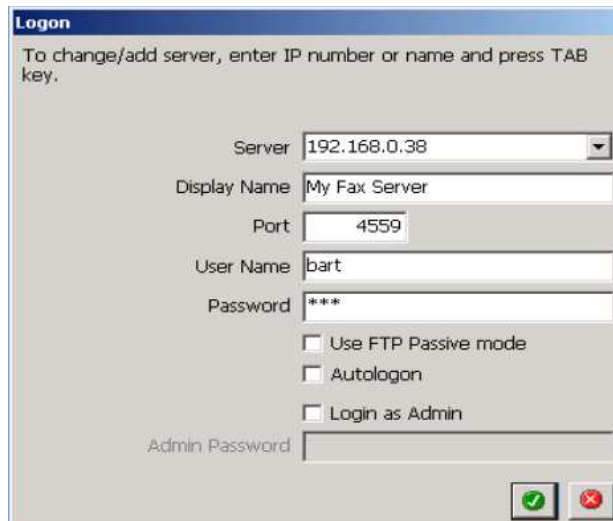 Logon
To change/add server, enter IP number or name and press TAB
key.
Server 192.168.0.38
Display Name My Fax Server
Port 4559
User Name bart
Password ***
Use FTP Passive mode
Autologon
Login as Admin
Admin Password